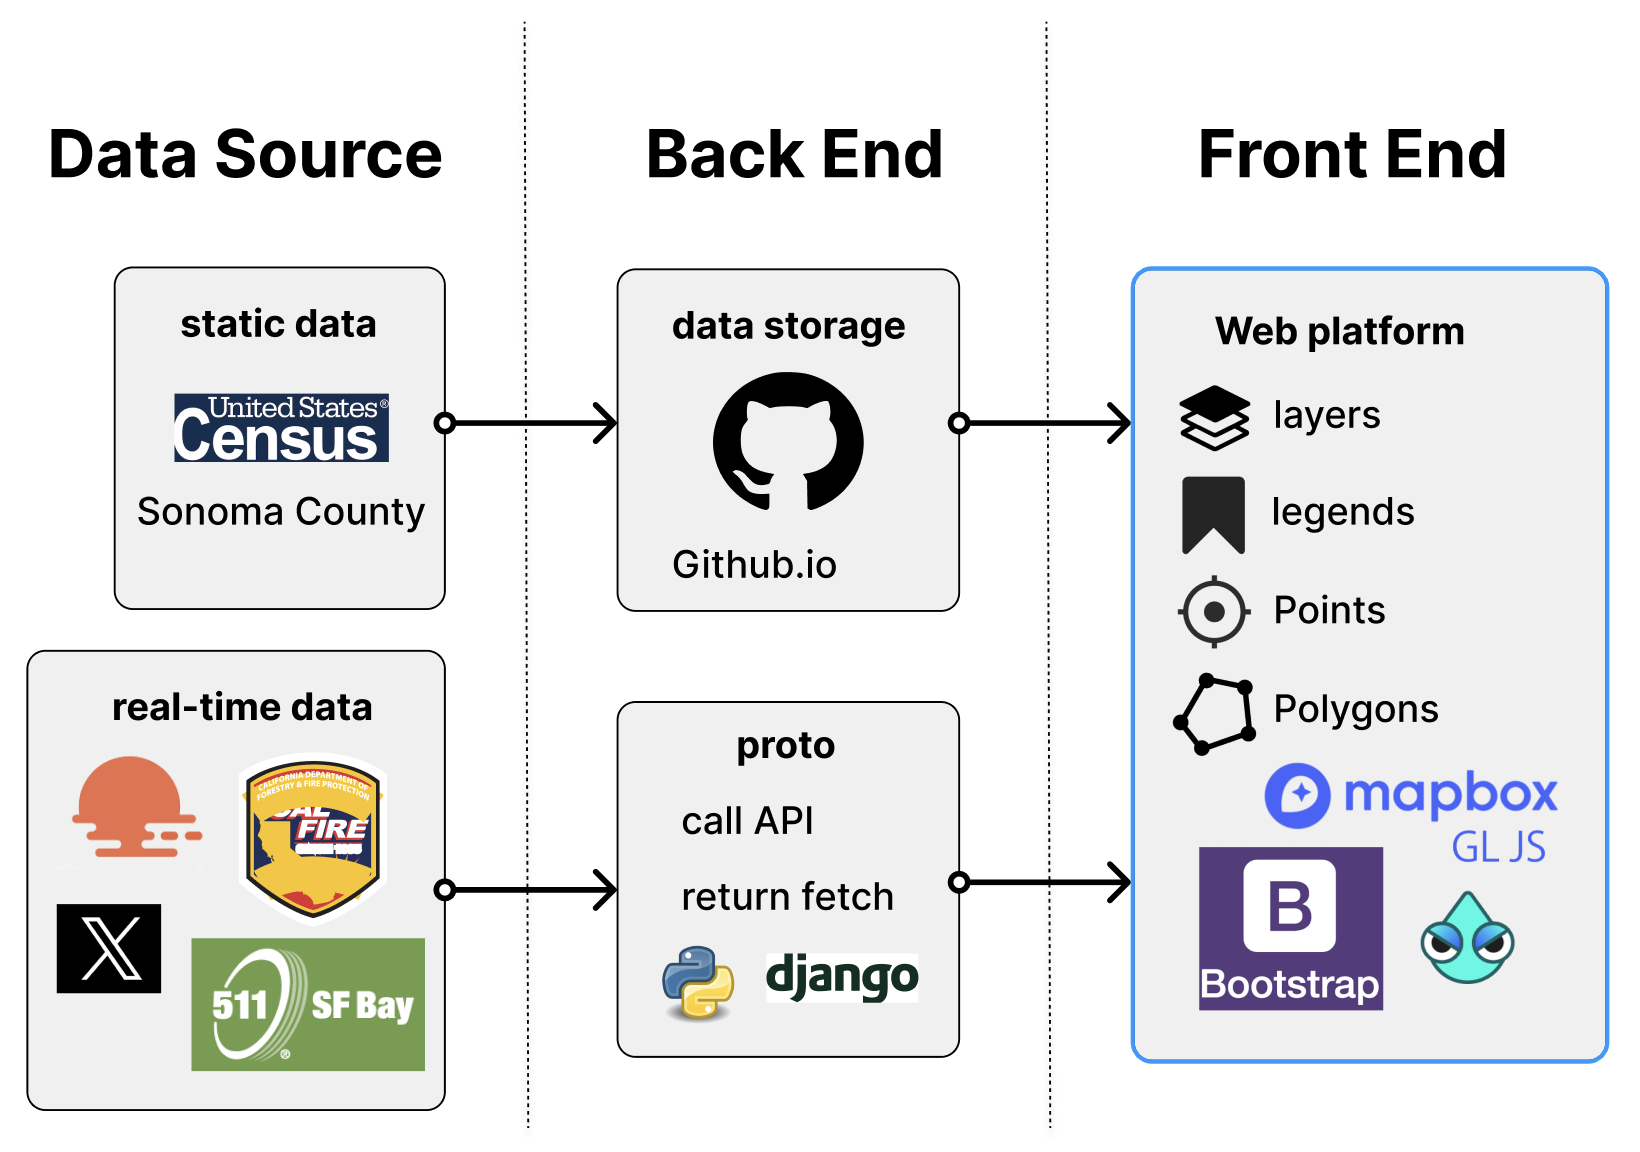 Data Source
Back End
Front End
static data
United States®
Census
Sonoma County
real-time data
CALIFORNIA DEPARTMENT OF
FORESTRY & FIRE PROTECTION
CAL
FIRE
511 SF Bay
®
data storage
Github.io
proto
call API
return fetch
django
Web platform
layers
legends
Points
Polygons
mapbox
GL JS
B
Bootstrap